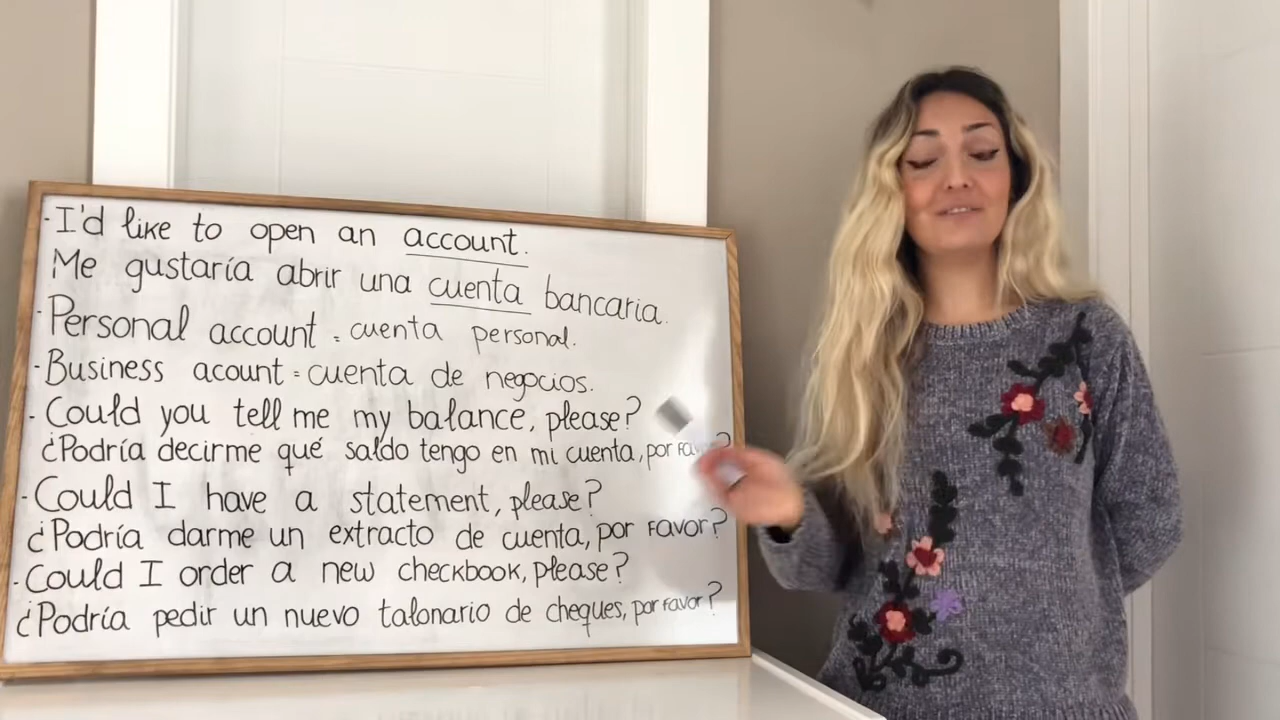 - I'd like to open an account.
Me gustaría abrir una cuenta bancaria.
- Personal account = cuenta personal.
- Business acount = cuenta de negocios.
- Could you tell me my balance, please?
¿Podría decirme qué saldo tengo en mi cuenta, por
- Could I have a statement, please?
¿Podría darme un extracto de cuenta, por favor?
- Could I order a new checkbook, please?
¿Podría pedir un nuevo talonario de cheques, por favor?